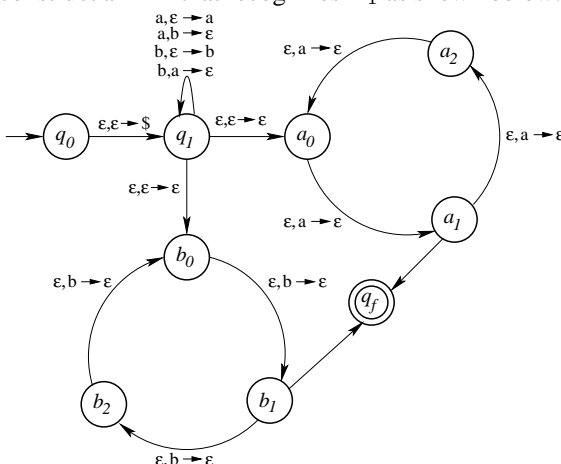 a,ε→a
a,b→ε
b,ε→b
b,a→ε
ε,a→ε
a2
ε,ε→$
ε,ε→ε
q0
q1
a0
ε,a→ε
ε,ε→ε
ε,a→ε
a1
b0
ε,b→ε
ε,b→ε
qf
b2
b1
ε,b→ε